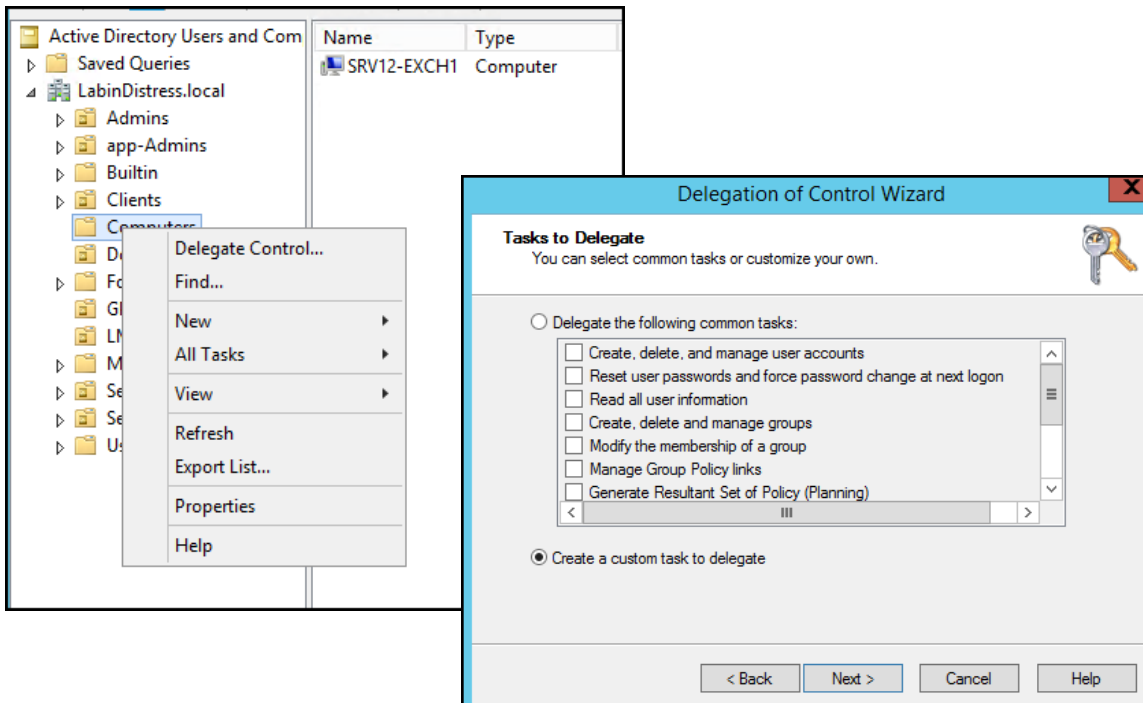 Active Directory Users and Com
Saved Queries
LabinDistress.local
Admins
app-Admins
Builtin
Clients
Computers
Name
Type
SRV12-EXCH1
Computer
Delegate Control...
Find...
New
All Tasks
View
Refresh
Export List...
Properties
Help
Delegation of Control Wizard
X
Tasks to Delegate
You can select common tasks or customize your own.
Delegate the following common tasks:
Create, delete, and manage user accounts
Reset user passwords and force password change at next logon
Read all user information
Create, delete and manage groups
Modify the membership of a group
Manage Group Policy links
Generate Resultant Set of Policy (Planning)
Create a custom task to delegate
< Back
Next >
Cancel
Help